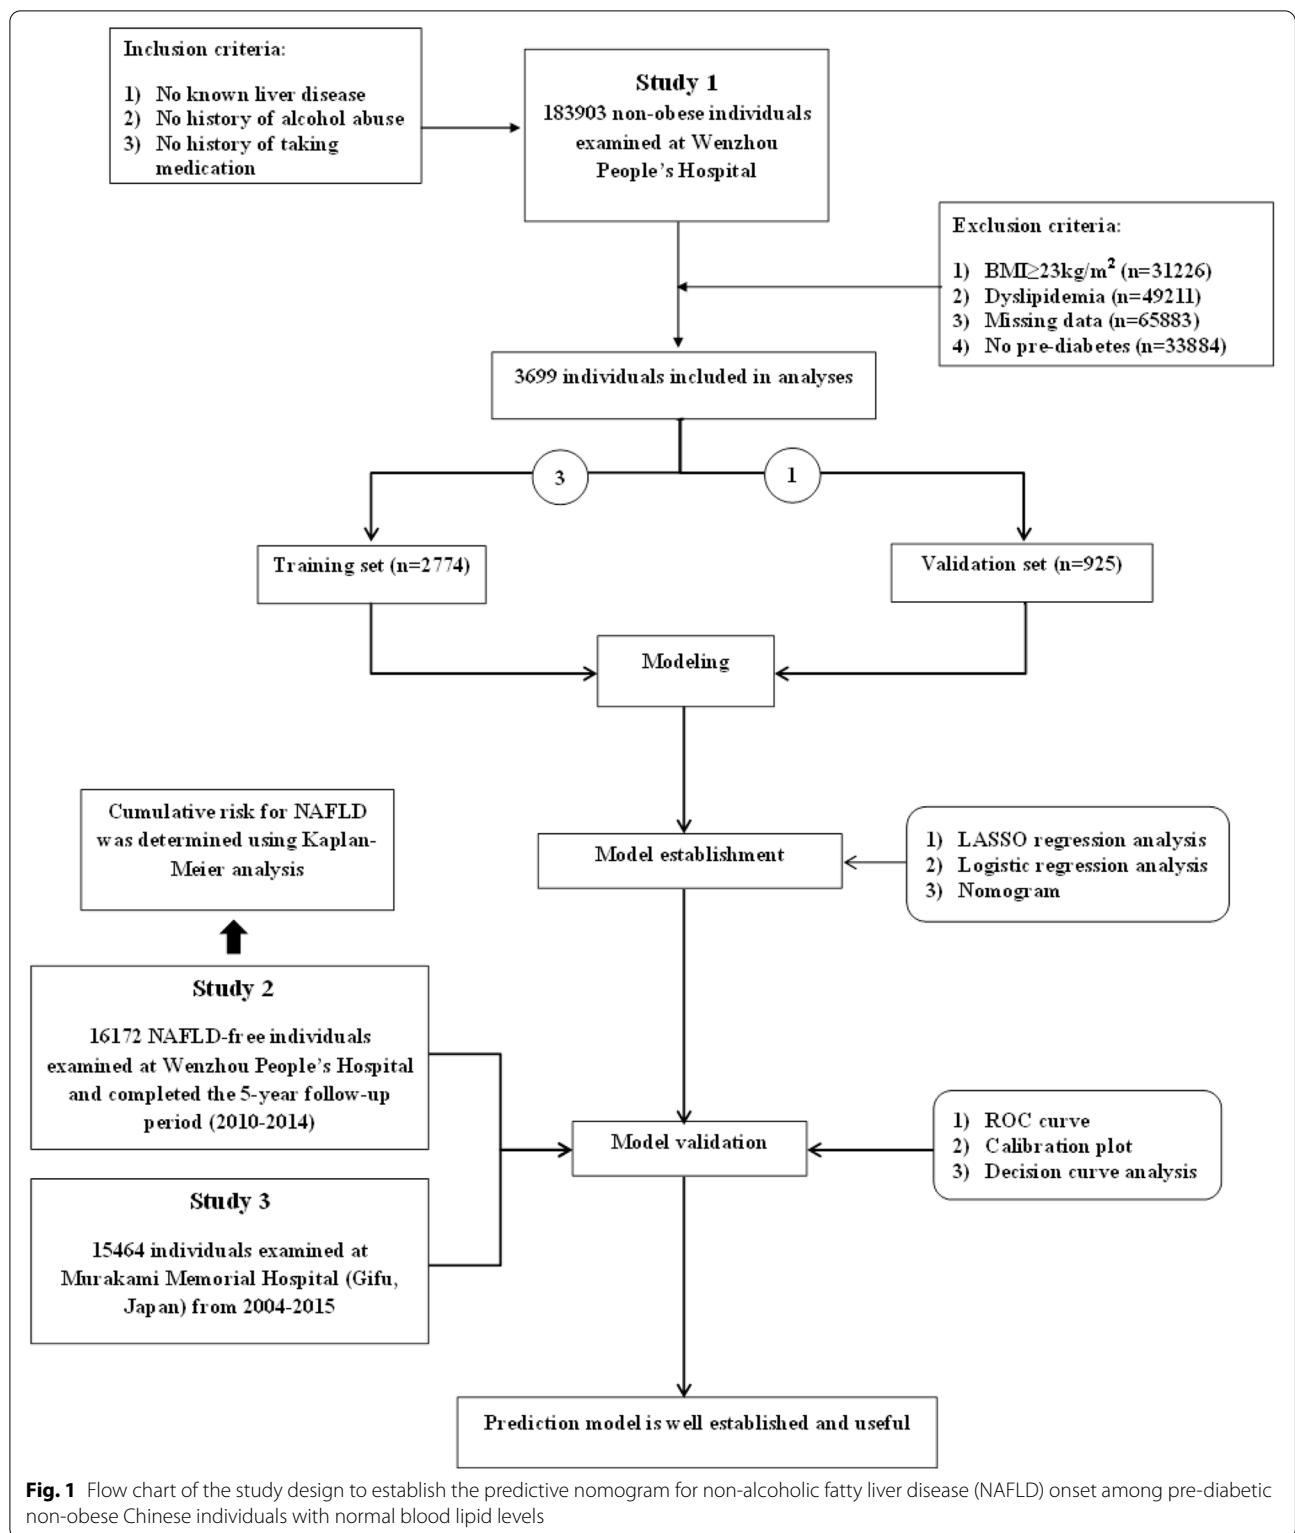 Inclusion criteria:
1) No known liver disease
2) No history of alcohol abuse
3) No history of taking
medication
Study 1
183903 non-obese individuals
examined at Wenzhou
People's Hospital
Exclusion criteria:
1) BMI≥23kg/m² (n=31226)
2) Dyslipidemia (n=49211)
3) Missing data (n=65883)
4) No pre-diabetes (n=33884)
3699 individuals included in analyses
3
1
Training set (n=2774)
Validation set (n=925)
Modeling
Cumulative risk for NAFLD
was determined using Kaplan-
Meier analysis
Model establishment
1) LASSO regression analysis
2) Logistic regression analysis
3) Nomogram
Study 2
16172 NAFLD-free individuals
examined at Wenzhou People's Hospital
and completed the 5-year follow-up
period (2010-2014)
Model validation
1) ROC curve
2) Calibration plot
3) Decision curve analysis
Study 3
15464 individuals examined at
Murakami Memorial Hospital (Gifu,
Japan) from 2004-2015
Prediction model is well established and useful
Fig. 1 Flow chart of the study design to establish the predictive nomogram for non-alcoholic fatty liver disease (NAFLD) onset among pre-diabetic
non-obese Chinese individuals with normal blood lipid levels